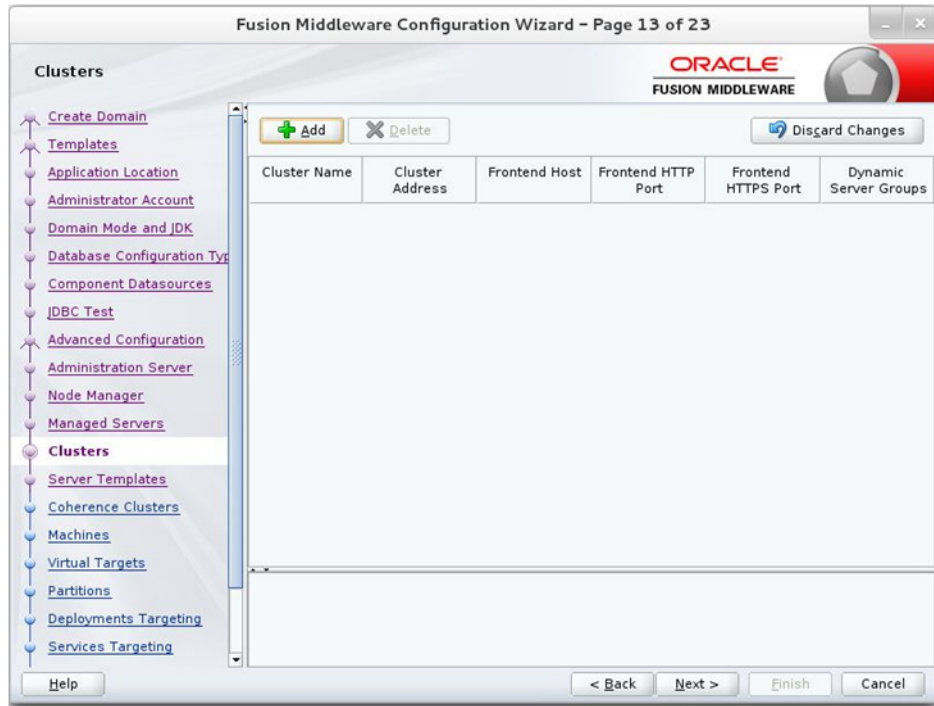 Fusion Middleware Configuration Wizard – Page 13 of 23
Clusters
ORACLE
FUSION MIDDLEWARE
Create Domain
Templates
Application Location
Administrator Account
Domain Mode and JDK
Database Configuration Typ
Component Datasources
JDBC Test
Advanced Configuration
Administration Server
Node Manager
Managed Servers
Clusters
Server Templates
Coherence Clusters
Machines
Virtual Targets
Partitions
Deployments Targeting
Services Targeting
Add Delete Discard Changes
Cluster Name Cluster Address Frontend Host Frontend HTTP Port Frontend HTTPS Port Dynamic Server Groups
Help < Back Next > Finish Cancel